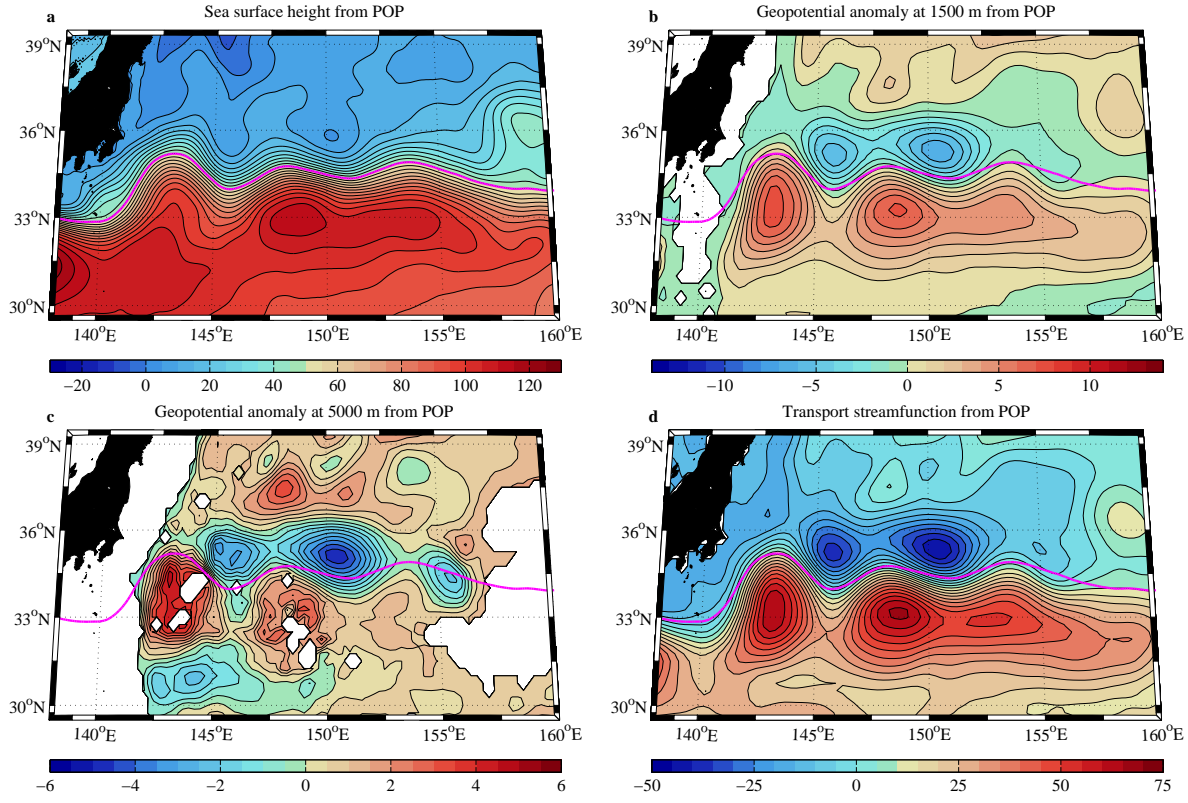 a
Sea surface height from POP
39°N
36°N
33°N
30°N
140°E 145°E 150°E 155°E 160°E
−20 0 20 40 60 80 100 120
b
Geopotential anomaly at 1500 m from POP
39°N
36°N
33°N
30°N
140°E 145°E 150°E 155°E 160°E
−10 −5 0 5 10
c
Geopotential anomaly at 5000 m from POP
39°N
36°N
33°N
30°N
140°E 145°E 150°E 155°E 160°E
−6 −4 −2 0 2 4 6
d
Transport streamfunction from POP
39°N
36°N
33°N
30°N
140°E 145°E 150°E 155°E 160°E
−50 −25 0 25 50 75